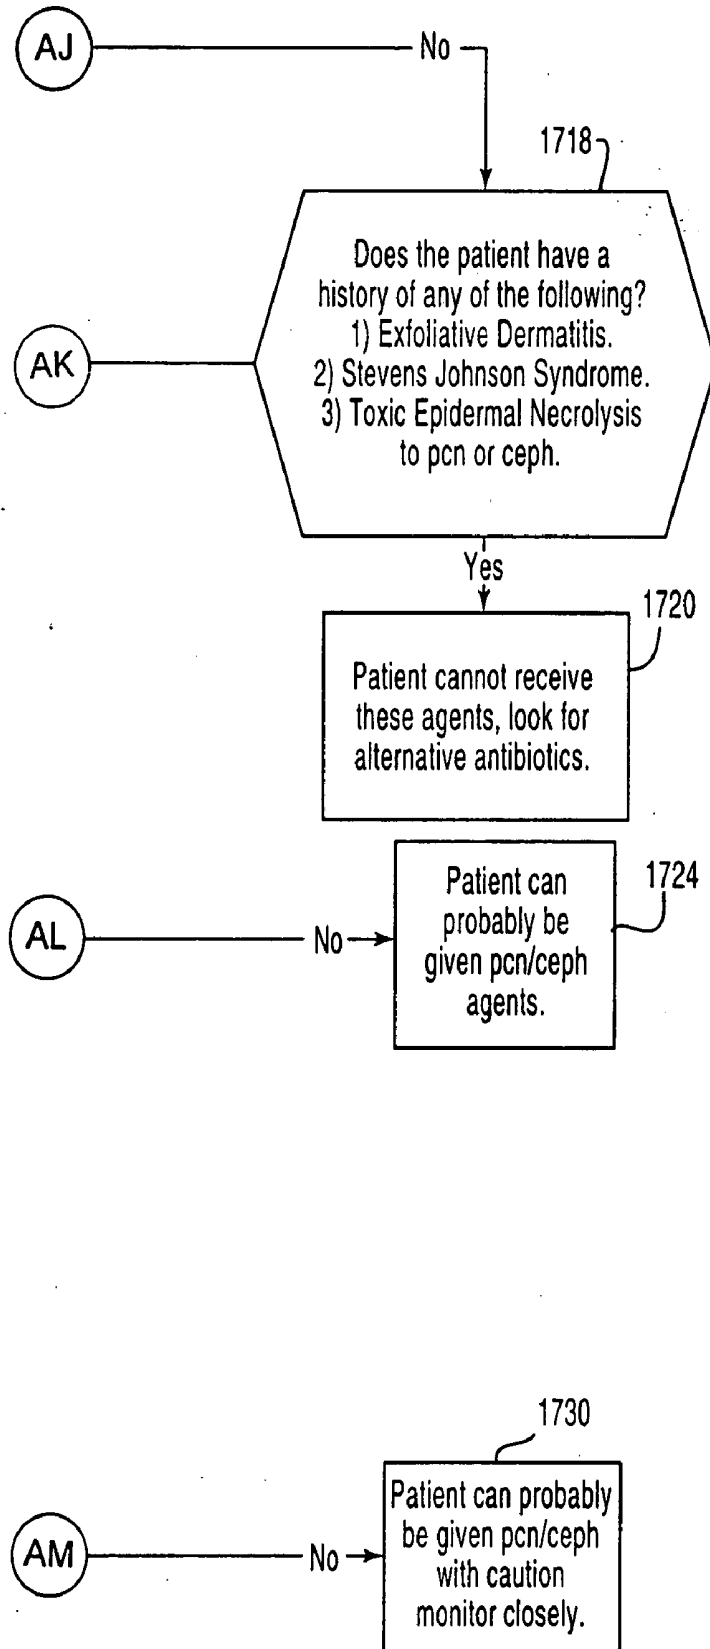 AJ
No
1718
Does the patient have a
history of any of the following?
1) Exfoliative Dermatitis.
2) Stevens Johnson Syndrome.
3) Toxic Epidermal Necrolysis
to pcn or ceph.
AK
Yes
1720
Patient cannot receive
these agents, look for
alternative antibiotics.
AL
No
1724
Patient can
probably be
given pcn/ceph
agents.
1730
AM
No
Patient can probably
be given pcn/ceph
with caution
monitor closely.